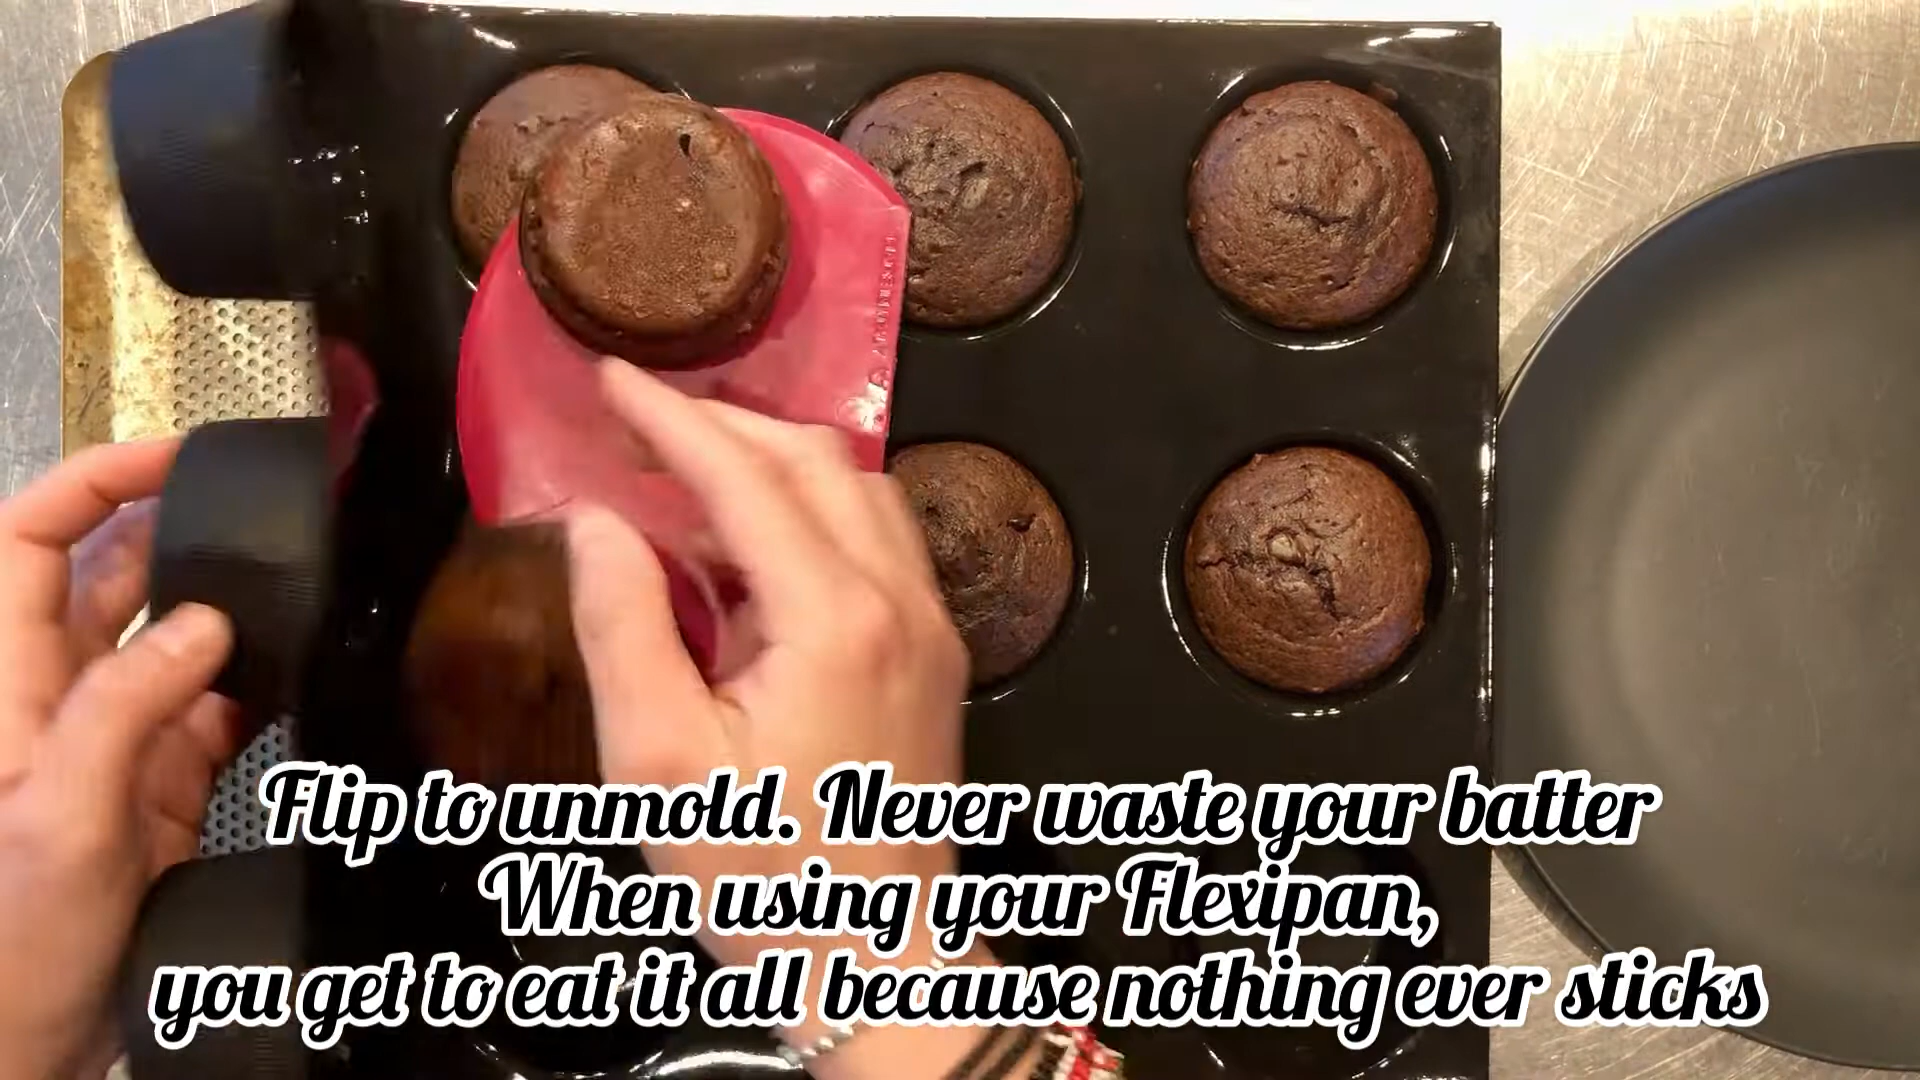 Flip to unmold. Never waste your batter
When using your Flexipan,
you get to eat it all because nothing ever sticks